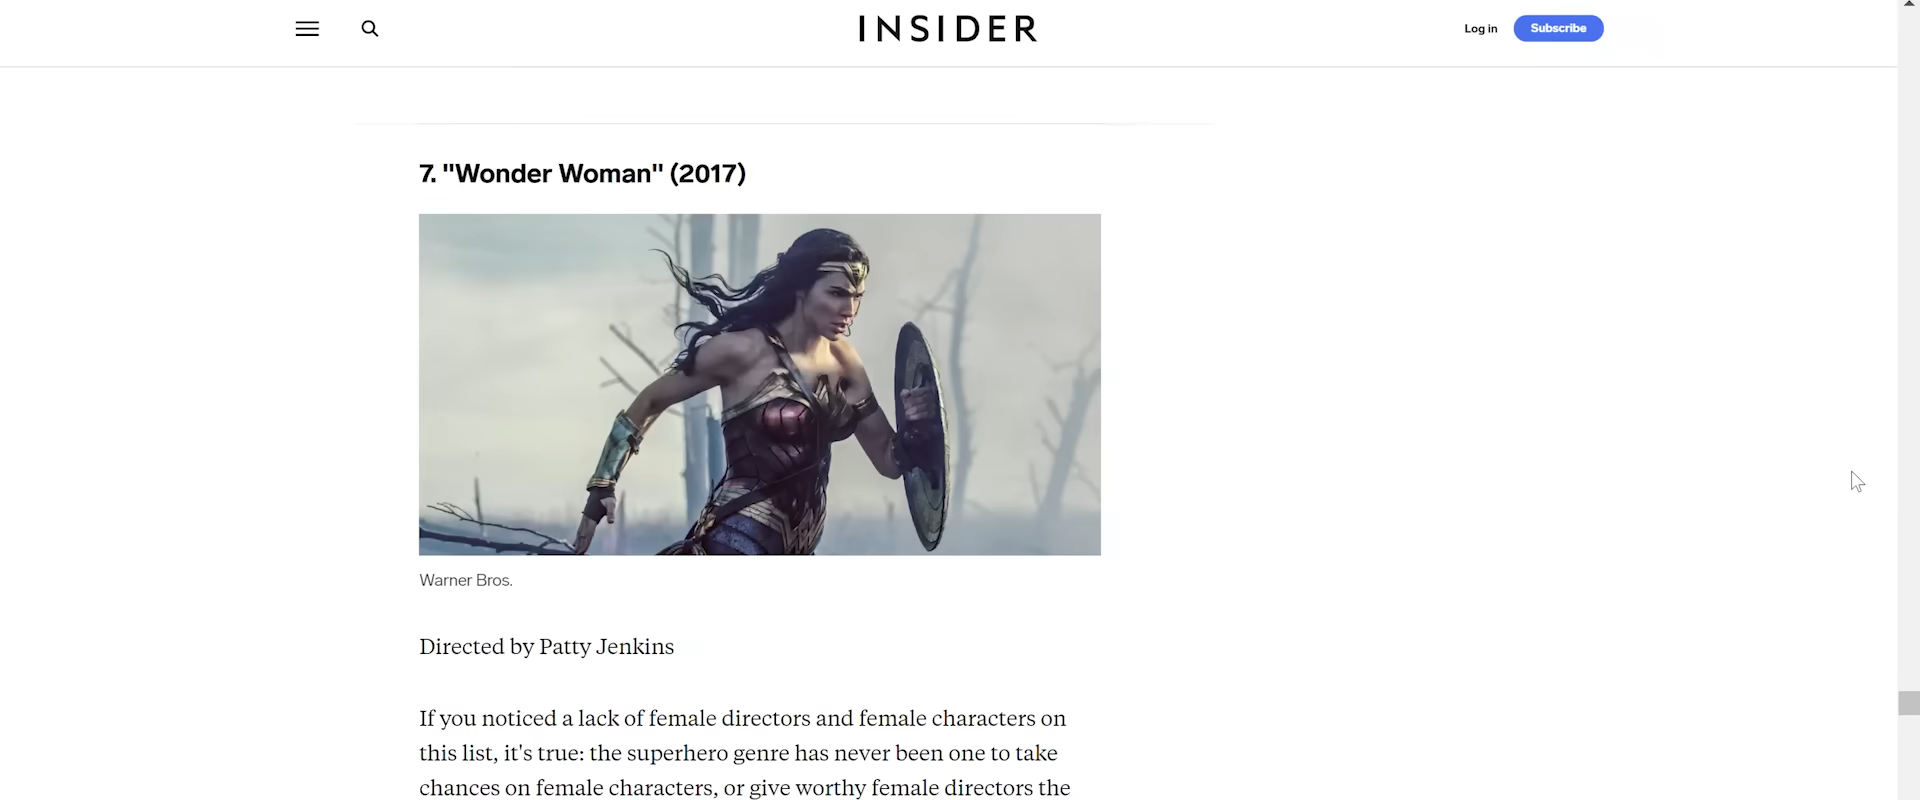 INSIDER
Log in
Subscribe
7. "Wonder Woman" (2017)
Warner Bros.
Directed by Patty Jenkins
If you noticed a lack of female directors and female characters on
this list, it's true: the superhero genre has never been one to take
chances on female characters, or give worthy female directors the